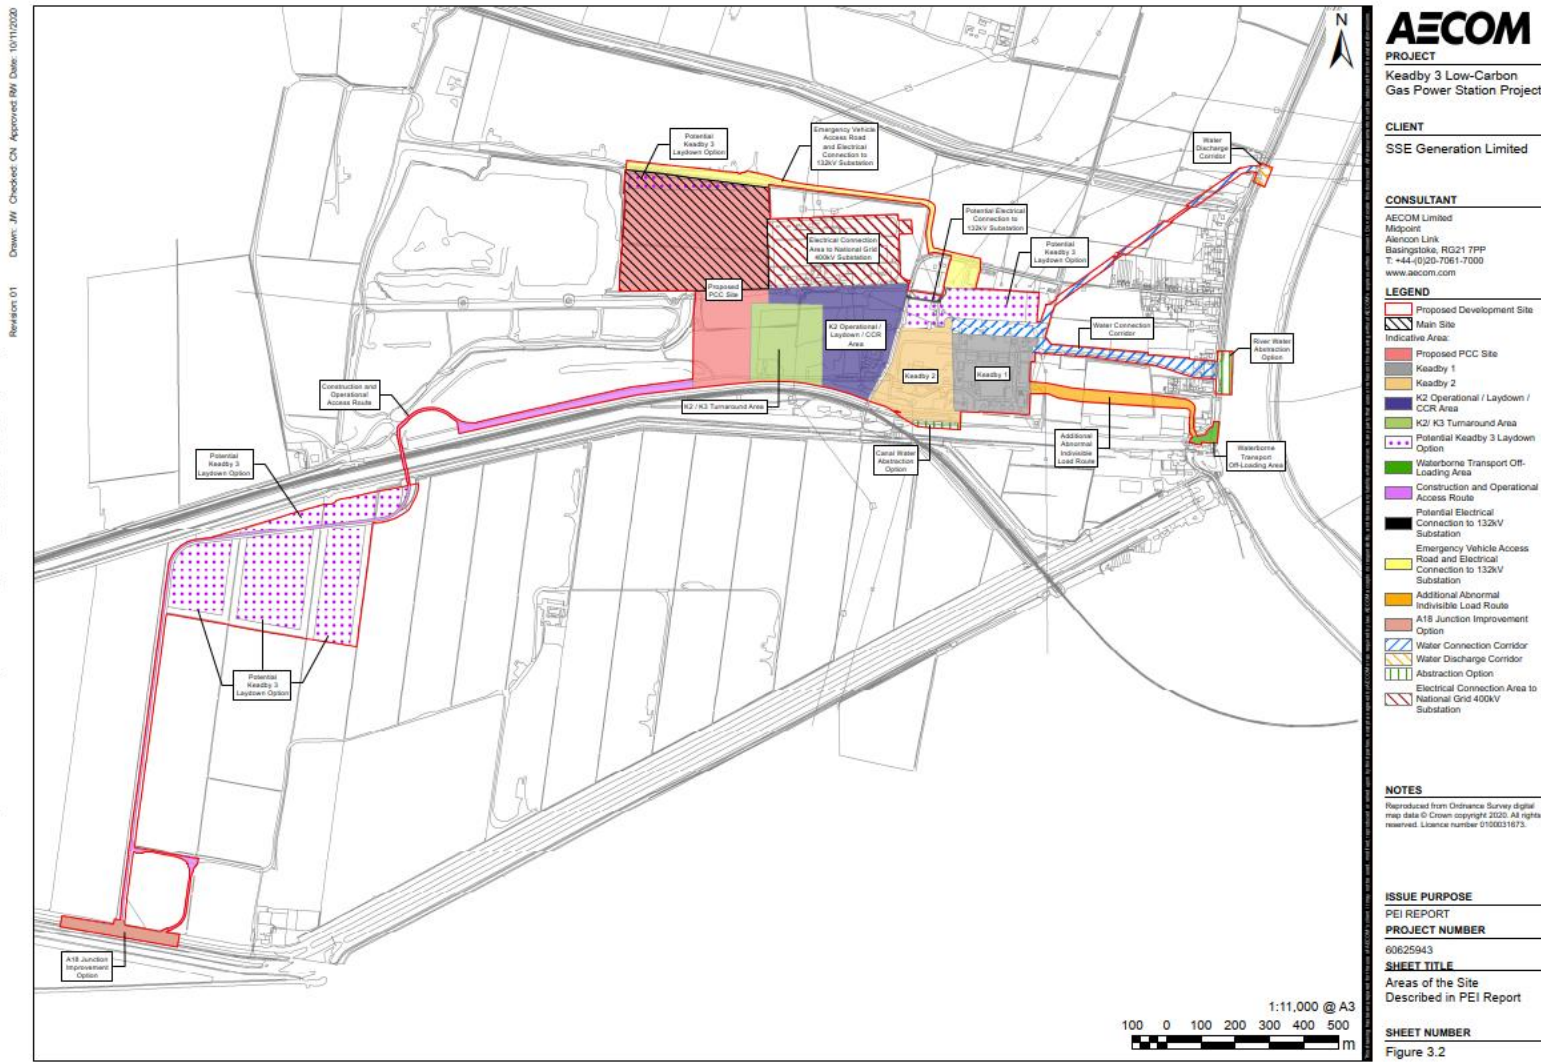 Drawn: JW Checked: CN Approved: RW Date: 10/11/2020
Revision: 01
N
Potential
Keadby 3
Laydown Option
Emergency Vehicle
Access Road
and Electrical
Connection to
132kV Substation
Water
Discharge
Corridor
Potential Electrical
Connection to
132kV Substation
Electrical Connection
Area to National Grid
400kV Substation
Potential
Keadby 3
Laydown Option
Proposed
PCC Site
K2 Operational /
Laydown / CCR
Area
Water Connection
Corridor
River Water
Abstraction
Option
Keadby 2
Keadby 1
Construction and
Operational
Access Route
K2 / K3 Turnaround Area
Additional
Abnormal
Indivisible
Load Route
Canal Water
Abstraction
Option
Waterborne
Transport
Off-Loading Area
Potential
Keadby 3
Laydown Option
Potential
Keadby 3
Laydown Option
A18 Junction
Improvement
Option
1:11,000 @ A3
100 0 100 200 300 400 500
m
AECOM
PROJECT
Keadby 3 Low-Carbon
Gas Power Station Project
CLIENT
SSE Generation Limited
CONSULTANT
AECOM Limited
Midpoint
Alencon Link
Basingstoke, RG21 7PP
T: +44-(0)20-7061-7000
www.aecom.com
LEGEND
Proposed Development Site
Main Site
Indicative Area:
Proposed PCC Site
Keadby 1
Keadby 2
K2 Operational / Laydown /
CCR Area
K2/ K3 Turnaround Area
Potential Keadby 3 Laydown
Option
Waterborne Transport Off-
Loading Area
Construction and Operational
Access Route
Potential Electrical
Connection to 132kV
Substation
Emergency Vehicle Access
Road and Electrical
Connection to 132kV
Substation
Additional Abnormal
Indivisible Load Route
A18 Junction Improvement
Option
Water Connection Corridor
Water Discharge Corridor
Abstraction Option
Electrical Connection Area to
National Grid 400kV
Substation
NOTES
Reproduced from Ordnance Survey digital
map data © Crown copyright 2020. All rights
reserved. Licence number 0100031673.
ISSUE PURPOSE
PEI REPORT
PROJECT NUMBER
60625943
SHEET TITLE
Areas of the Site
Described in PEI Report
SHEET NUMBER
Figure 3.2